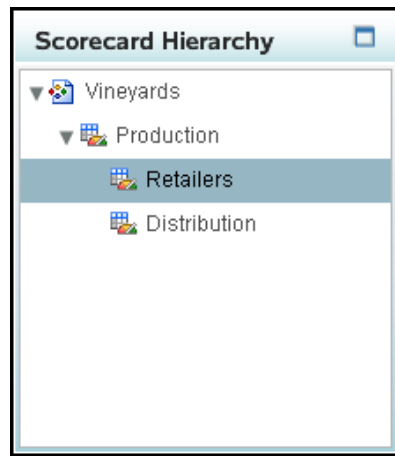 Scorecard Hierarchy
Vineyards
Production
Retailers
Distribution